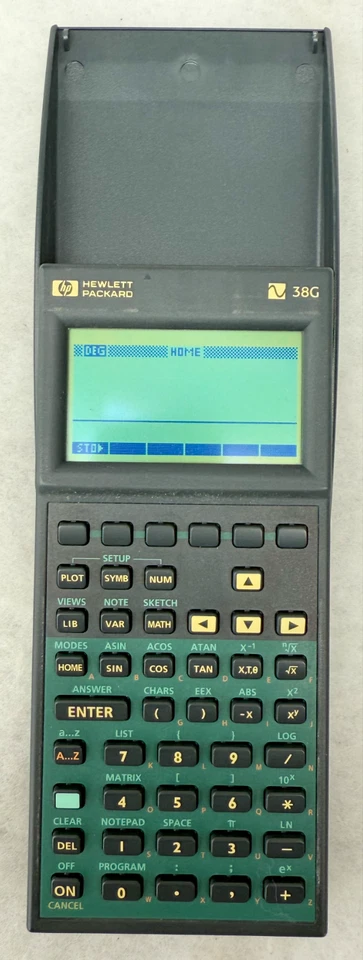 hp HEWLETT PACKARD 38G
DEG HOME
STO▶
SETUP
PLOT SYMB NUM ▲
VIEWS NOTE SKETCH
LIB VAR MATH ◀ ▼ ▶
MODES ASIN ACOS ATAN X⁻¹ ⁿ√X
HOME A SIN B COS C TAN D X,T,θ E √X F
ANSWER CHARS EEX ABS X²
ENTER ( G ) H -X I Xʸ J
a...z LIST { } LOG
A...Z 7 K 8 L 9 M / N
MATRIX [ ] 10ˣ
4 O 5 P 6 Q * R
CLEAR NOTEPAD SPACE π LN
DEL 1 S 2 T 3 U − V
OFF PROGRAM : ; eˣ
ON 0 W • X , Y + Z
CANCEL